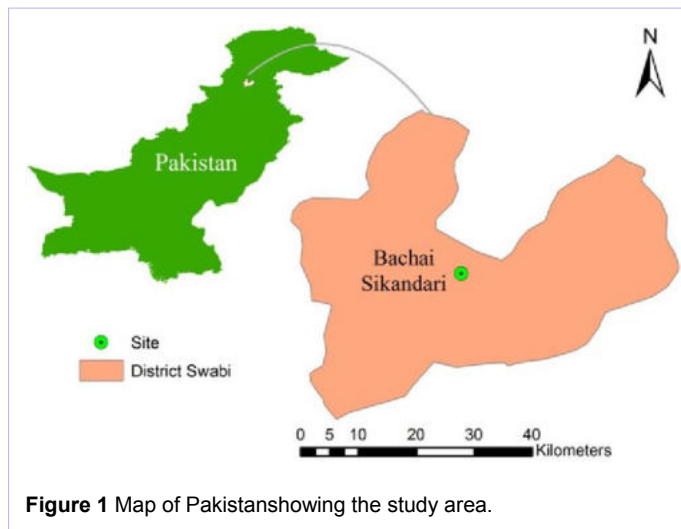 N
Pakistan
Bachai
Sikandari
Site
District Swabi
0 5 10 20 30 40
Kilometers
Figure 1 Map of Pakistanshowing the study area.